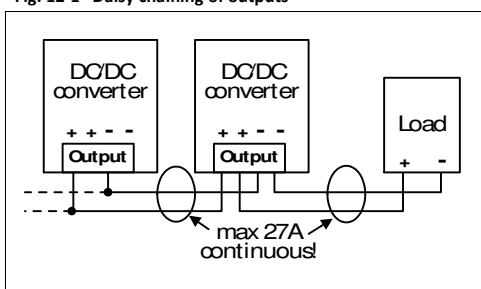 Fig. 12-1 Daisy chaining of outputs
DC/DC
converter
+ + - -
Output
DC/DC
converter
+ + - -
Output
Load
+ -
max 27A
continuous!